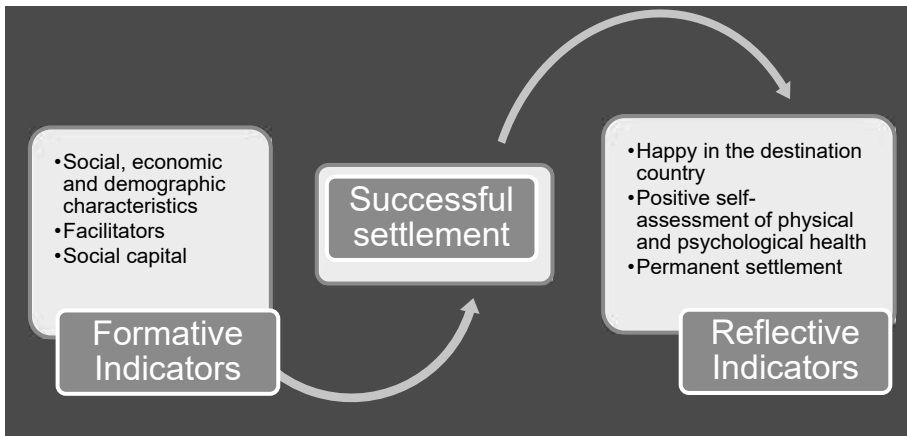 •Social, economic
and demographic
characteristics
•Facilitators
•Social capital
Formative
Indicators
Successful
settlement
•Happy in the destination
country
•Positive self-
assessment of physical
and psychological health
•Permanent settlement
Reflective
Indicators